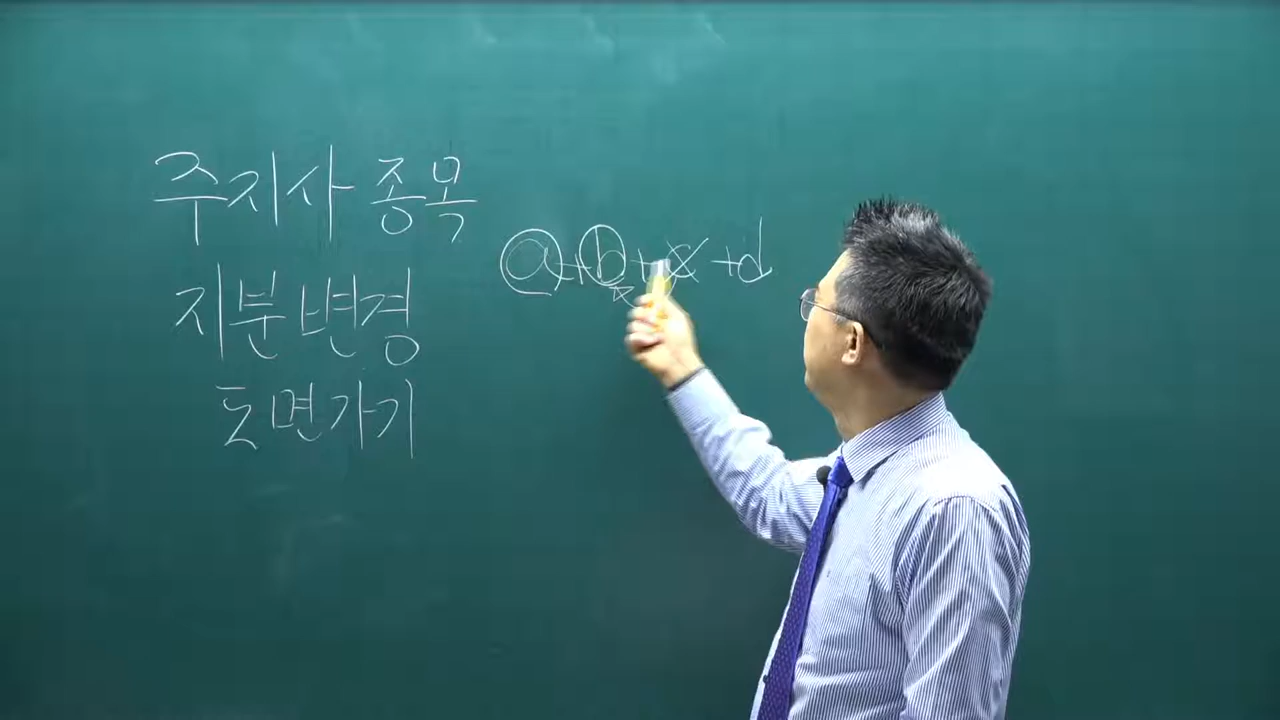 주지사 종목
ⓐ+ⓑ+c+d
지분변경
도면가기